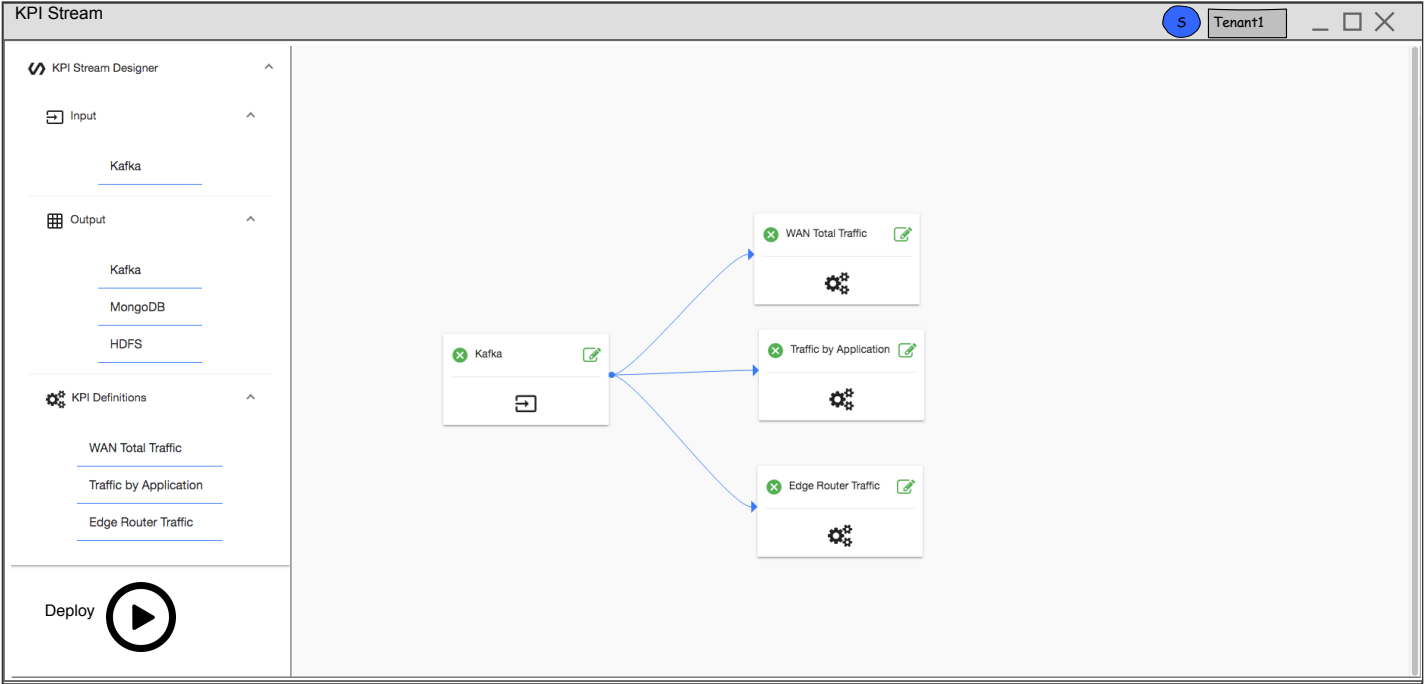 KPI Stream
S
Tenant1
KPI Stream Designer
Input
Kafka
Output
Kafka
MongoDB
HDFS
KPI Definitions
WAN Total Traffic
Traffic by Application
Edge Router Traffic
Deploy
Kafka
WAN Total Traffic
Traffic by Application
Edge Router Traffic